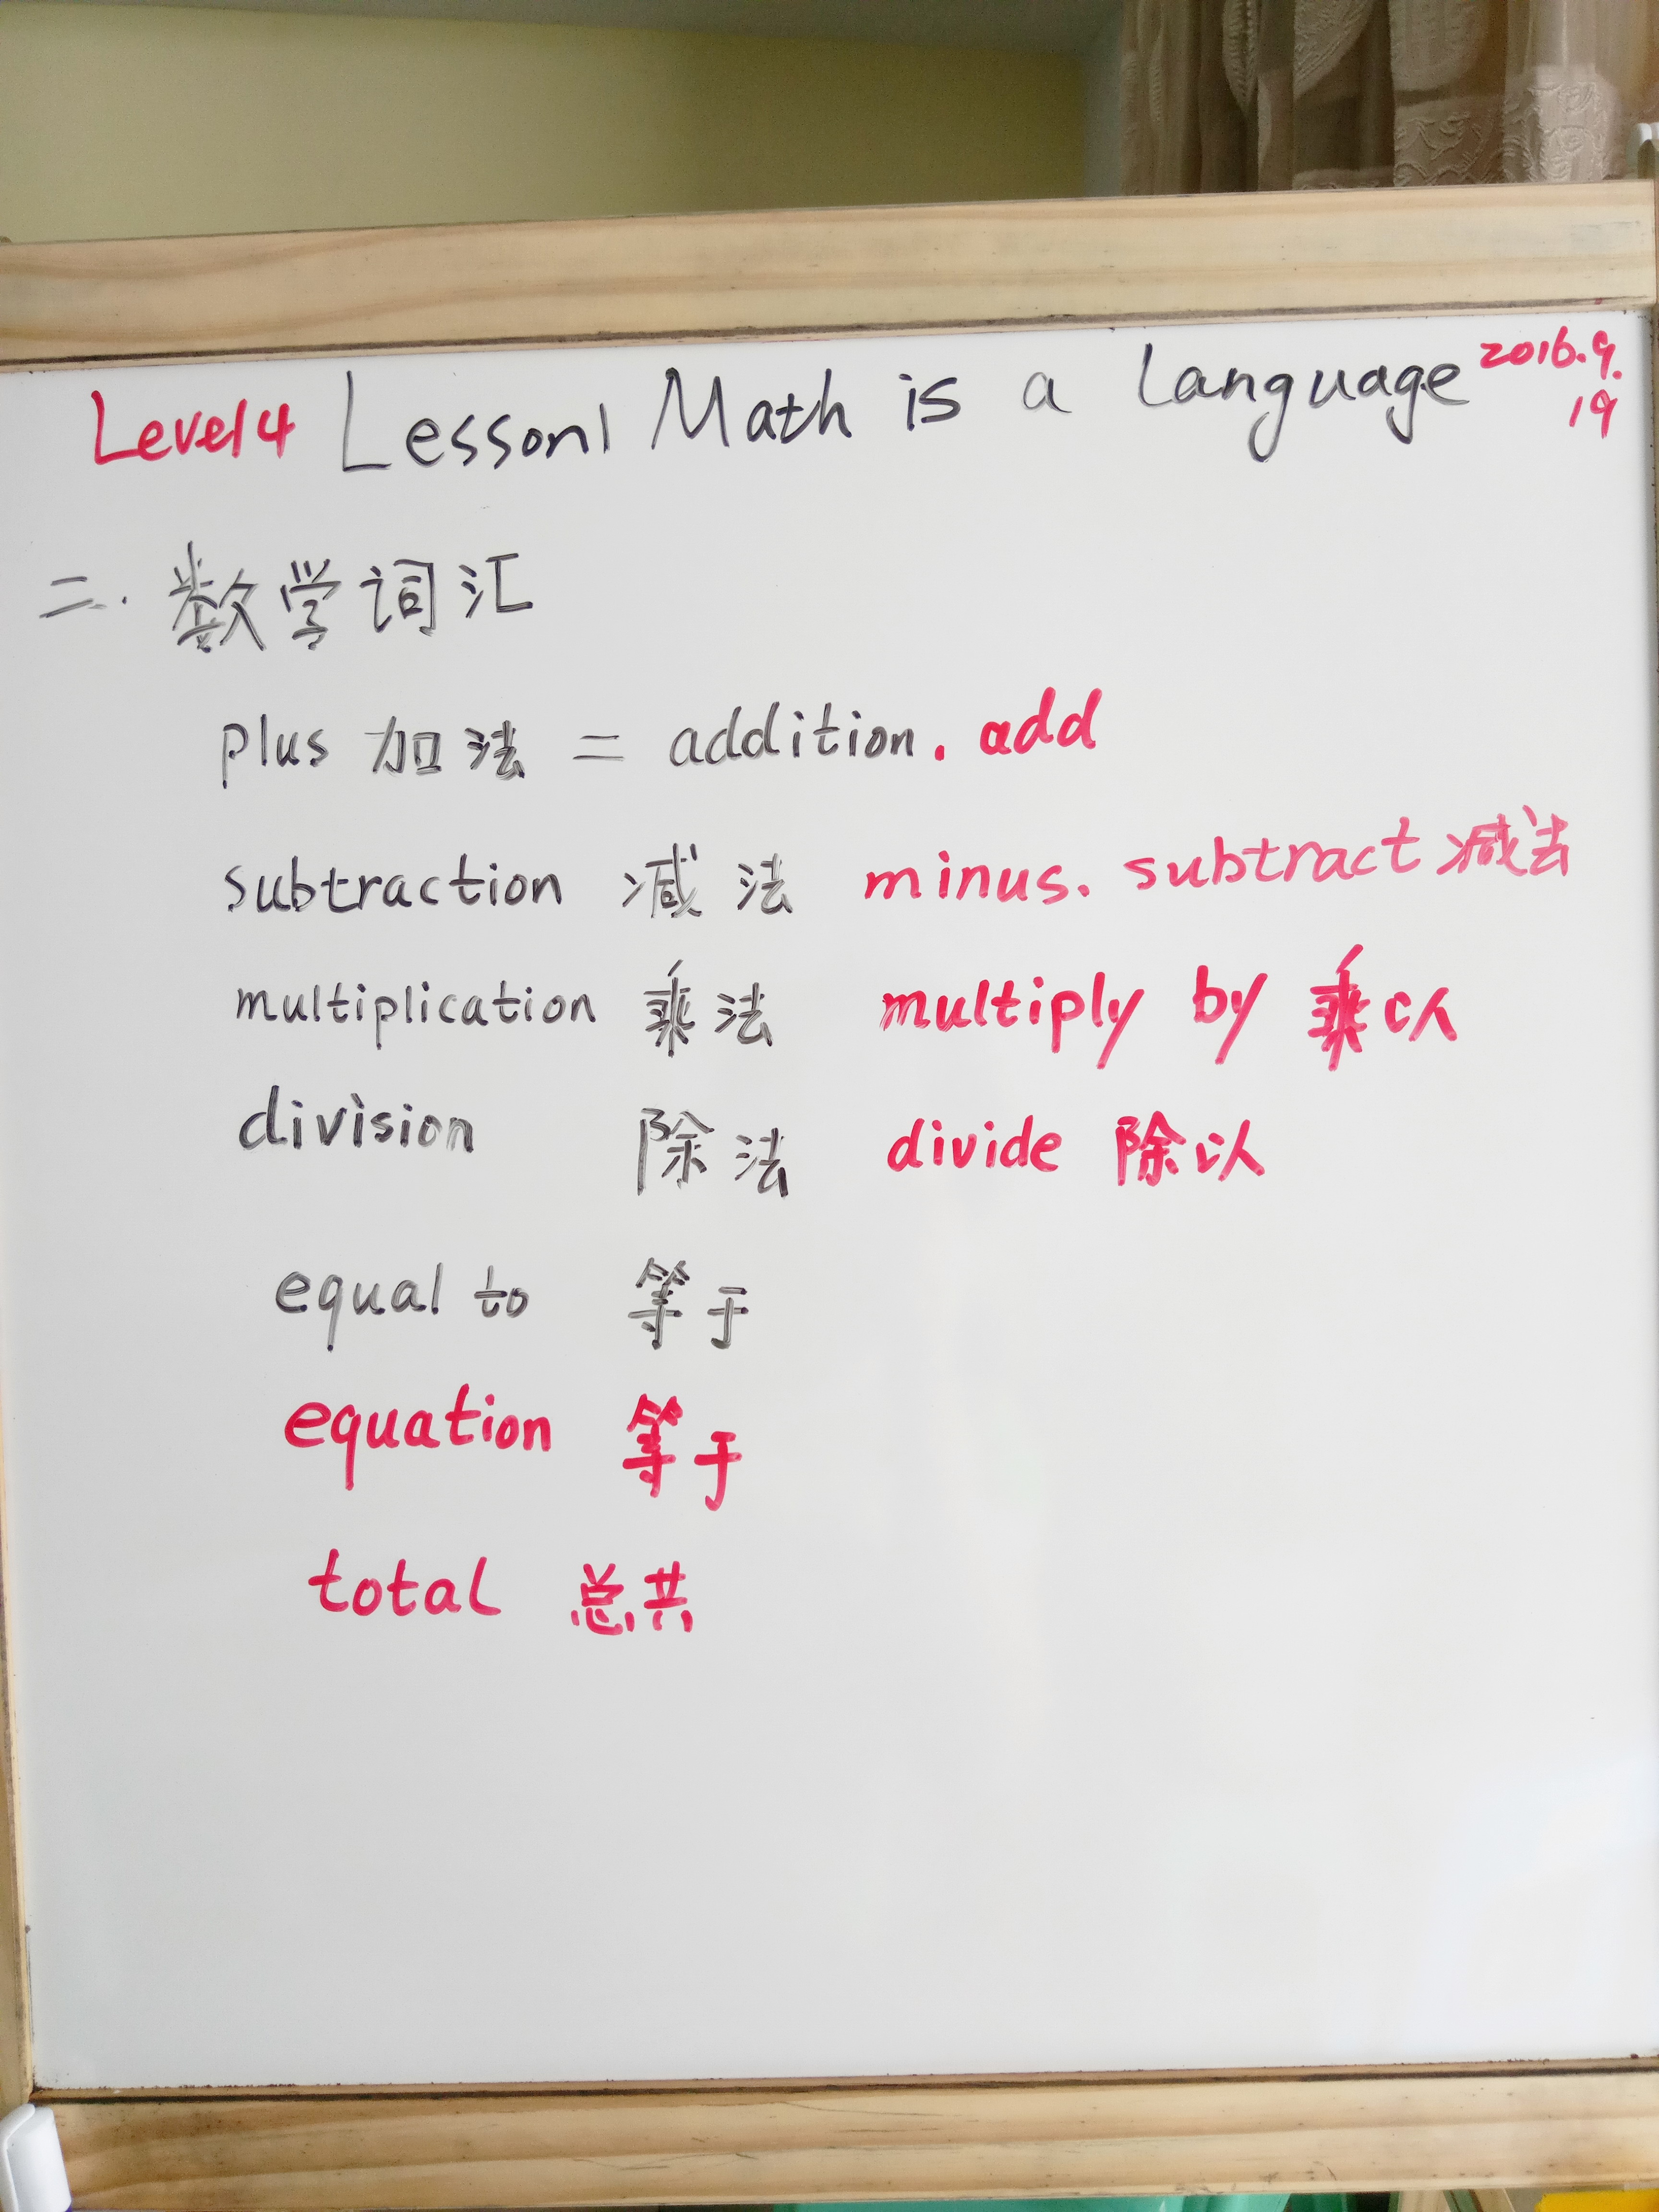 Level4 Lesson1 Math is a Language 2016.9.
19
二.数学词汇
plus 加法 = addition. add
subtraction 减法 minus. subtract 减法
multiplication 乘法 multiply by 乘以
division 除法 divide 除以
equal to 等于
equation 等于
total 总共